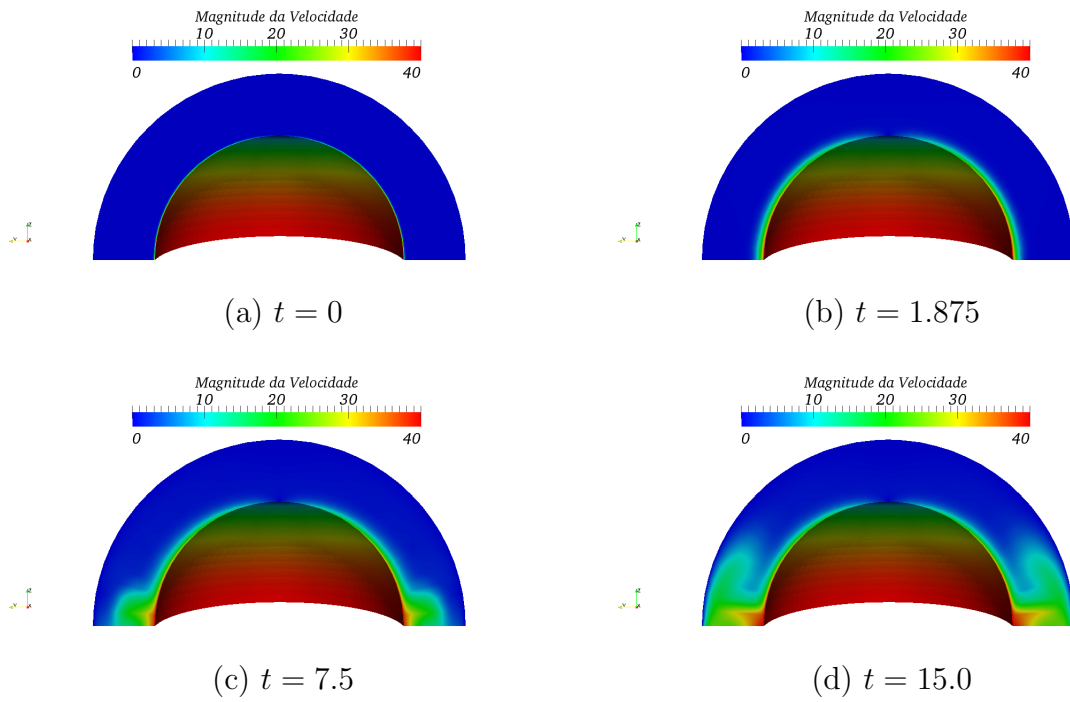 Magnitude da Velocidade
10 20 30
0 40
(a) t = 0
Magnitude da Velocidade
10 20 30
0 40
(b) t = 1.875
Magnitude da Velocidade
10 20 30
0 40
(c) t = 7.5
Magnitude da Velocidade
10 20 30
0 40
(d) t = 15.0